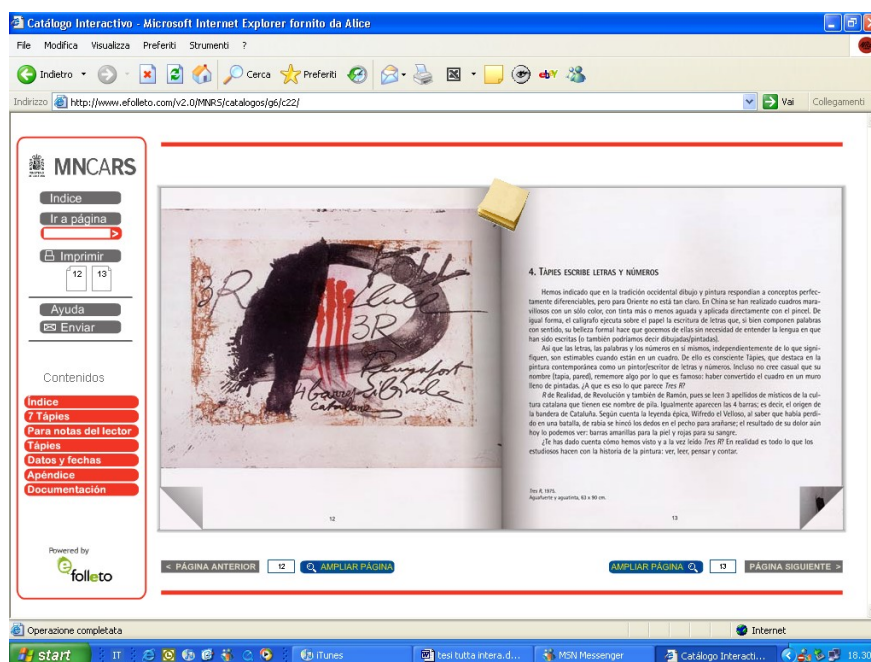 Catálogo Interactivo - Microsoft Internet Explorer fornito da Alice
File Modifica Visualizza Preferiti Strumenti ?
Indietro Cerca Preferiti
Indirizzo http://www.efolleto.com/v2.0/MNRS/catalogos/g6/c22/ Vai Collegamenti
MNCARS
Indice
Ir a página
Imprimir
12 13
Ayuda
Enviar
Contenidos
Índice
7 Tápies
Para notas del lector
Tápies
Datos y fechas
Apéndice
Documentación
Powered by
efolleto
3R
3R
4 barres
catalanes
12
4. TÀPIES ESCRIBE LETRAS Y NÚMEROS
Hemos indicado que en la tradición occidental dibujo y pintura respondían a conceptos perfec-
tamente diferenciables, pero para Oriente no está tan claro. En China se han realizado cuadros mara-
villosos con un sólo color, con tinta más o menos aguada y aplicada directamente con el pincel. De
igual forma, el calígrafo ejecuta sobre el papel la escritura de letras que, si bien componen palabras
con sentido, su belleza formal hace que gocemos de ellas sin necesidad de entender la lengua en que
han sido escritas (o también podríamos decir dibujadas/pintadas).
Así que las letras, las palabras y los números en sí mismos, independientemente de lo que signi-
fiquen, son estimables cuando están en un cuadro. De ello es consciente Tàpies, que destaca en la
pintura contemporánea como un pintor/escritor de letras y números. Incluso no cree casual que su
nombre (tapia, pared), rememore algo por lo que es famoso: haber convertido el cuadro en un muro
lleno de pintadas. ¿A que es eso lo que parece Tres R?
R de Realidad, de Revolución y también de Ramón, pues se leen 3 apellidos de místicos de la cul-
tura catalana que tienen ese nombre de pila. Igualmente aparecen las 4 barras; es decir, el origen de
la bandera de Cataluña. Según cuenta la leyenda épica, Wifredo el Velloso, al saber que había perdi-
do en una batalla, de rabia se hincó los dedos en el pecho para arañarse; el resultado de su dolor aún
hoy lo podemos ver: barras amarillas para la piel y rojas para su sangre.
¿Te has dado cuenta cómo hemos visto y a la vez leído Tres R? En realidad es todo lo que los
estudiosos hacen con la historia de la pintura: ver, leer, pensar y contar.
Tres R, 1975.
Aguafuerte y aguatinta, 63 x 90 cm.
13
< PÁGINA ANTERIOR 12 AMPLIAR PÁGINA AMPLIAR PÁGINA 13 PÁGINA SIGUIENTE >
Operazione completata Internet
start IT iTunes tesi tutta intera.d... MSN Messenger Catálogo Interacti... 18.30